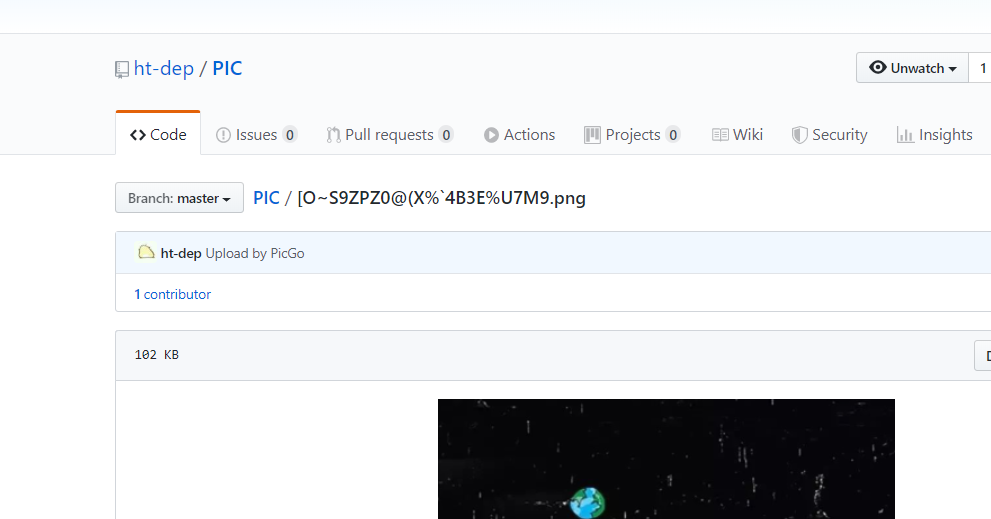 ht-dep / PIC
Unwatch 1
Code Issues 0 Pull requests 0 Actions Projects 0 Wiki Security Insights
Branch: master PIC / [O~S9ZPZ0@(X%`4B3E%U7M9.png
ht-dep Upload by PicGo
1 contributor
102 KB